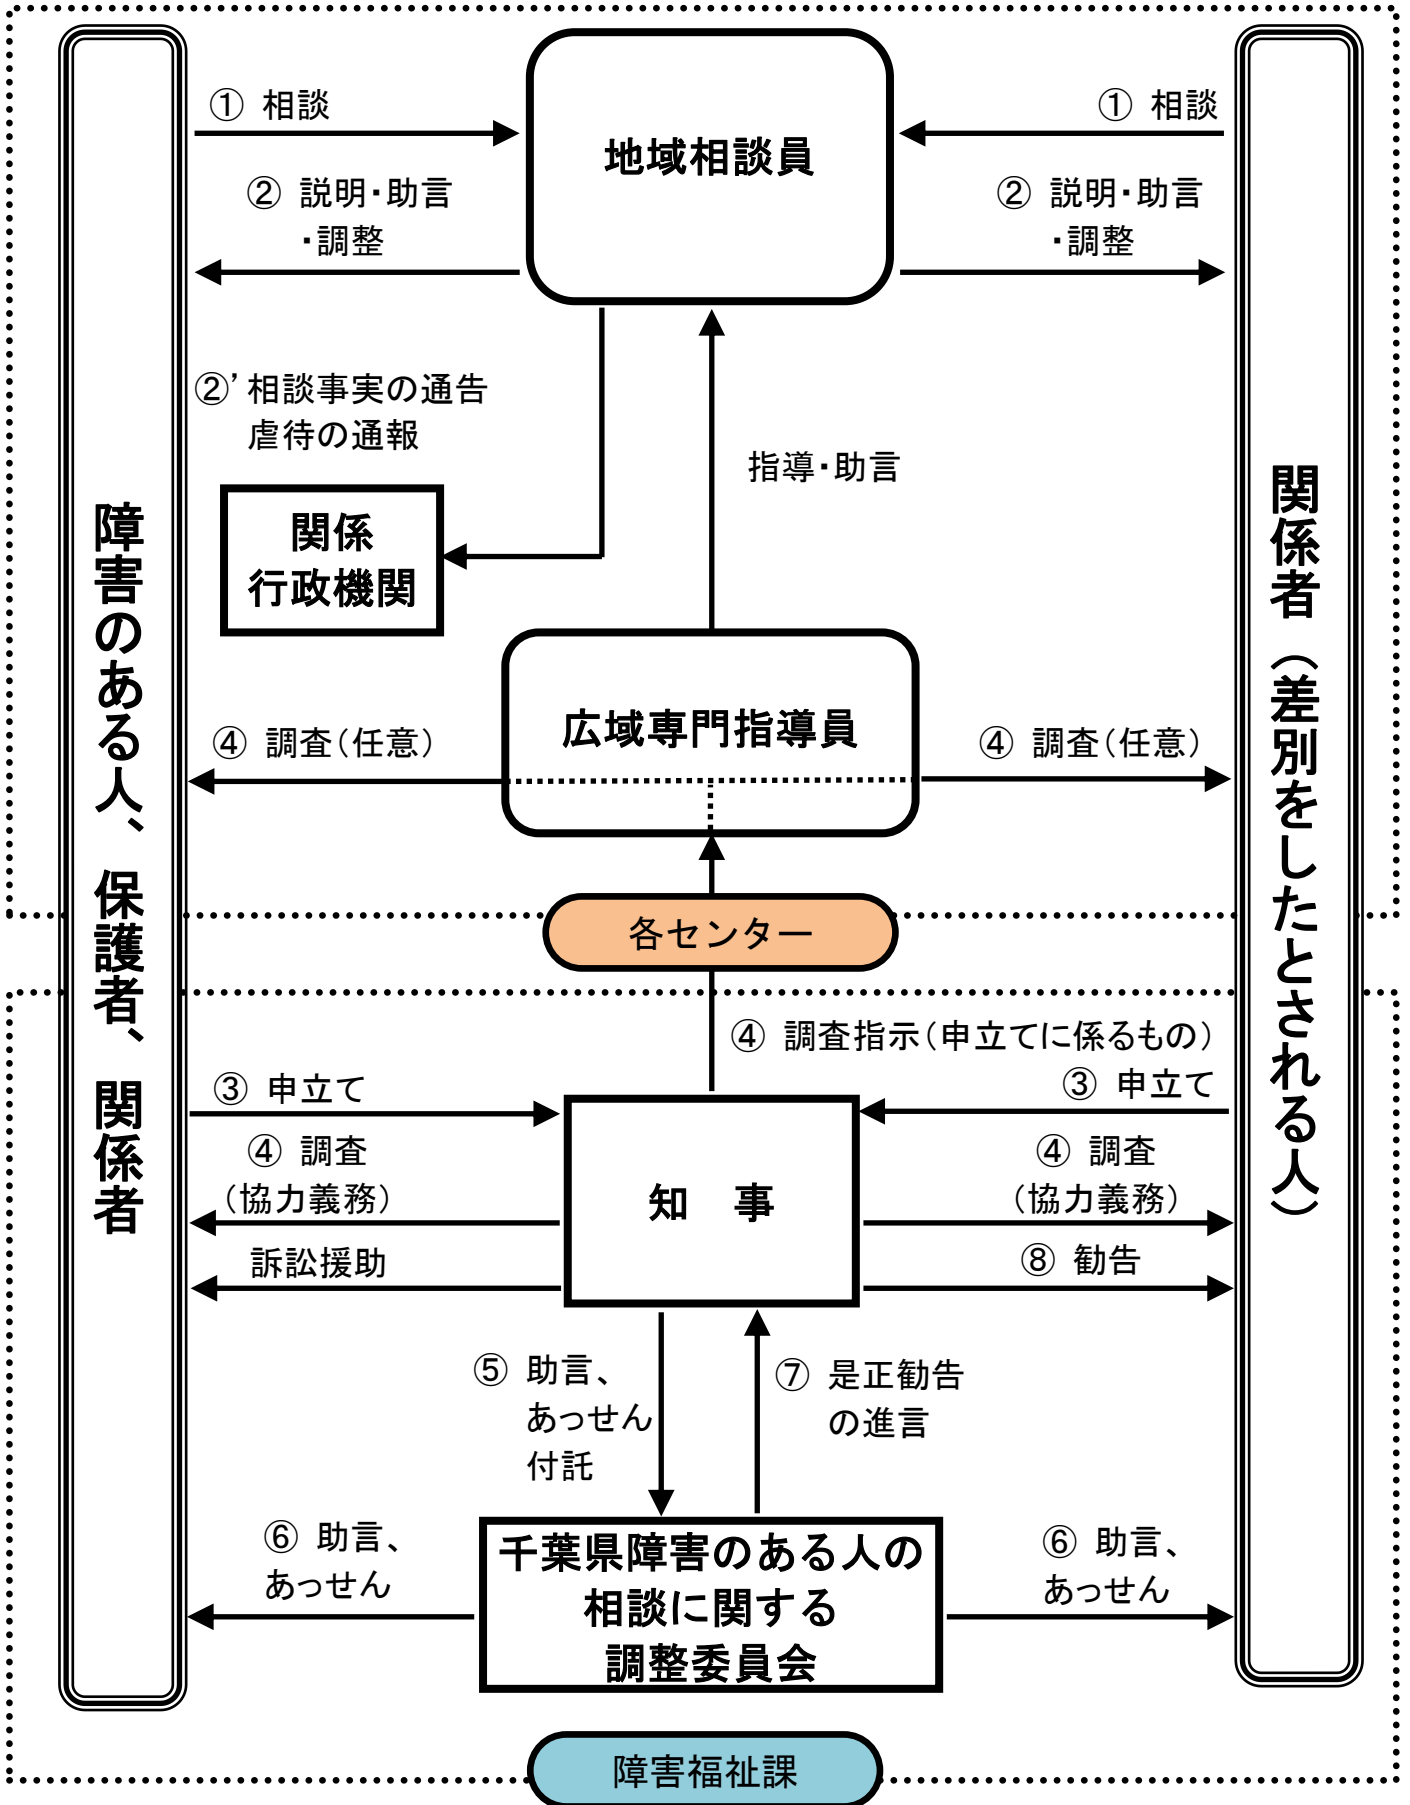 地域相談員
① 相談
① 相談
② 説明・助言
・調整
② 説明・助言
・調整
②’相談事実の通告
虐待の通報
指導・助言
関係
行政機関
障害のある人、保護者、関係者
関係者（差別をしたとされる人）
広域専門指導員
④ 調査（任意）
④ 調査（任意）
各センター
④ 調査指示（申立てに係るもの）
③ 申立て
③ 申立て
④ 調査
（協力義務）
知　事
④ 調査
（協力義務）
訴訟援助
⑧ 勧告
⑤ 助言、
あっせん
付託
⑦ 是正勧告
の進言
⑥ 助言、
あっせん
千葉県障害のある人の
相談に関する
調整委員会
⑥ 助言、
あっせん
障害福祉課